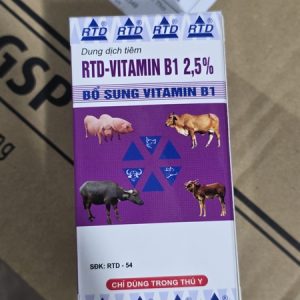 RTD RTD RTD RTD
Dung dịch tiêm
RTD-VITAMIN B1 2,5%
BỔ SUNG VITAMIN B1
SĐK: RTD - 54
CHỈ DÙNG TRONG THÚ Y
GSP